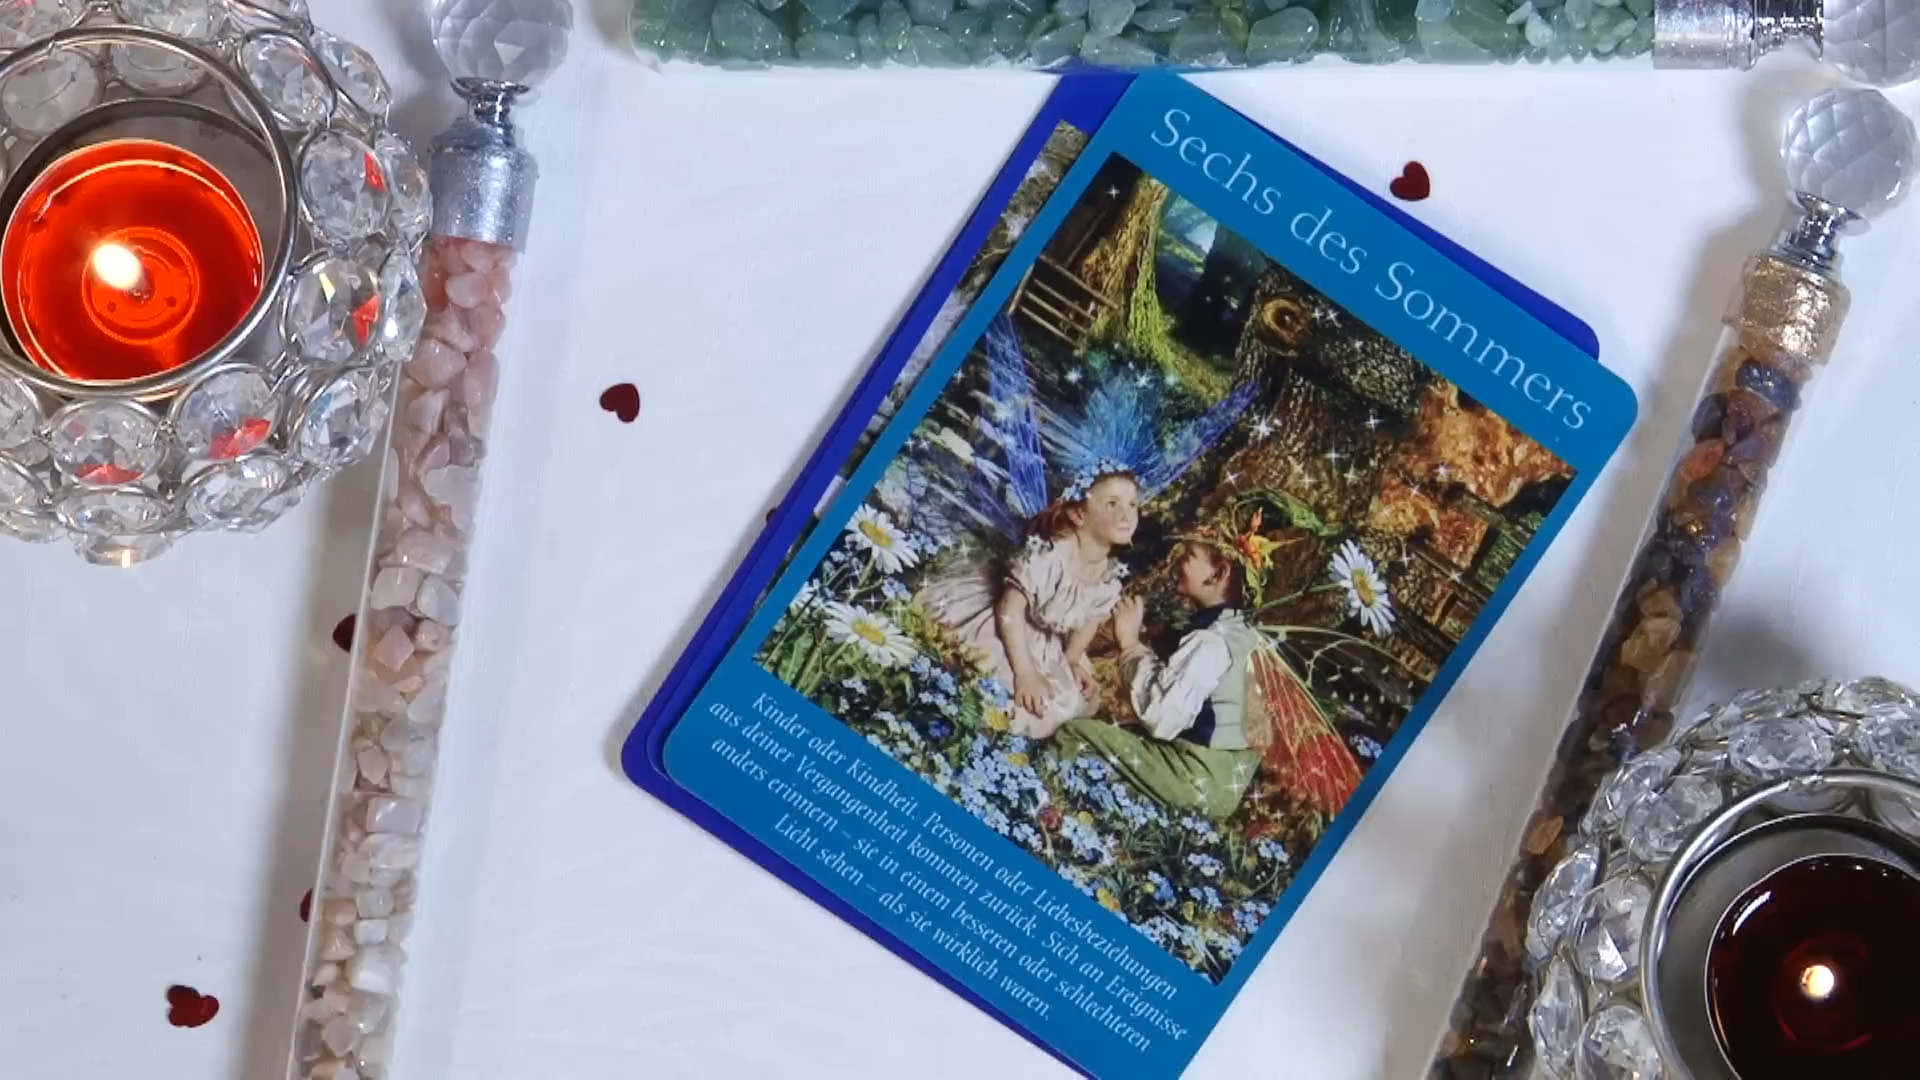 Sechs des Sommers
Kinder oder Kindheit. Personen oder Liebesbeziehungen
aus deiner Vergangenheit kommen zurück. Sich an Ereignisse
anders erinnern – sie in einem besseren oder schlechteren
Licht sehen – als sie wirklich waren.